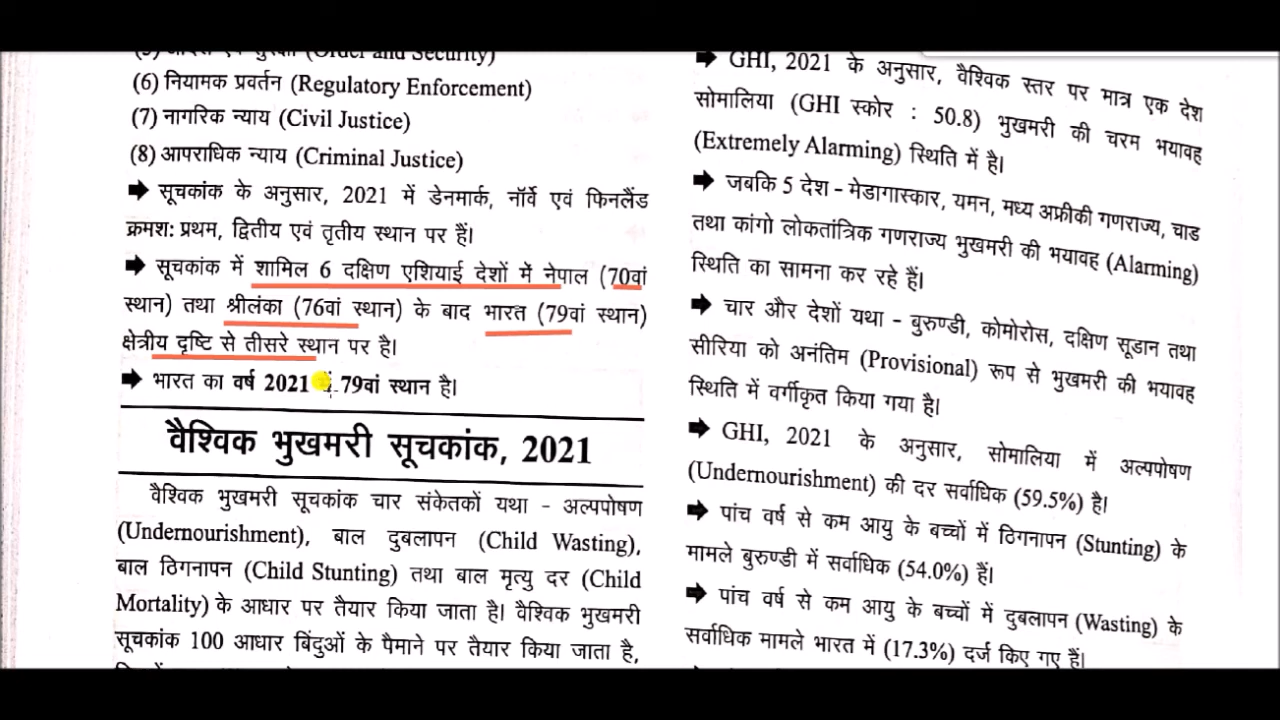 (Order and Security)
(6) नियामक प्रवर्तन (Regulatory Enforcement)
(7) नागरिक न्याय (Civil Justice)
(8) आपराधिक न्याय (Criminal Justice)
➡ सूचकांक के अनुसार, 2021 में डेनमार्क, नॉर्वे एवं फिनलैंड
क्रमश: प्रथम, द्वितीय एवं तृतीय स्थान पर हैं।
➡ सूचकांक में शामिल 6 दक्षिण एशियाई देशों में नेपाल (70वां
स्थान) तथा श्रीलंका (76वां स्थान) के बाद भारत (79वां स्थान)
क्षेत्रीय दृष्टि से तीसरे स्थान पर है।
➡ भारत का वर्ष 2021 में 79वां स्थान है।
वैश्विक भुखमरी सूचकांक, 2021
वैश्विक भुखमरी सूचकांक चार संकेतकों यथा - अल्पपोषण
(Undernourishment), बाल दुबलापन (Child Wasting),
बाल ठिगनापन (Child Stunting) तथा बाल मृत्यु दर (Child
Mortality) के आधार पर तैयार किया जाता है। वैश्विक भुखमरी
सूचकांक 100 आधार बिंदुओं के पैमाने पर तैयार किया जाता है,
➡ GHI, 2021 के अनुसार, वैश्विक स्तर पर मात्र एक देश
सोमालिया (GHI स्कोर : 50.8) भुखमरी की चरम भयावह
(Extremely Alarming) स्थिति में है।
➡ जबकि 5 देश - मेडागास्कार, यमन, मध्य अफ्रीकी गणराज्य, चाड
तथा कांगो लोकतांत्रिक गणराज्य भुखमरी की भयावह (Alarming)
स्थिति का सामना कर रहे हैं।
➡ चार और देशों यथा - बुरुण्डी, कोमोरोस, दक्षिण सूडान तथा
सीरिया को अनंतिम (Provisional) रूप से भुखमरी की भयावह
स्थिति में वर्गीकृत किया गया है।
➡ GHI, 2021 के अनुसार, सोमालिया में अल्पपोषण
(Undernourishment) की दर सर्वाधिक (59.5%) है।
➡ पांच वर्ष से कम आयु के बच्चों में ठिगनापन (Stunting) के
मामले बुरुण्डी में सर्वाधिक (54.0%) हैं।
➡ पांच वर्ष से कम आयु के बच्चों में दुबलापन (Wasting) के
सर्वाधिक मामले भारत में (17.3%) दर्ज किए गए हैं।